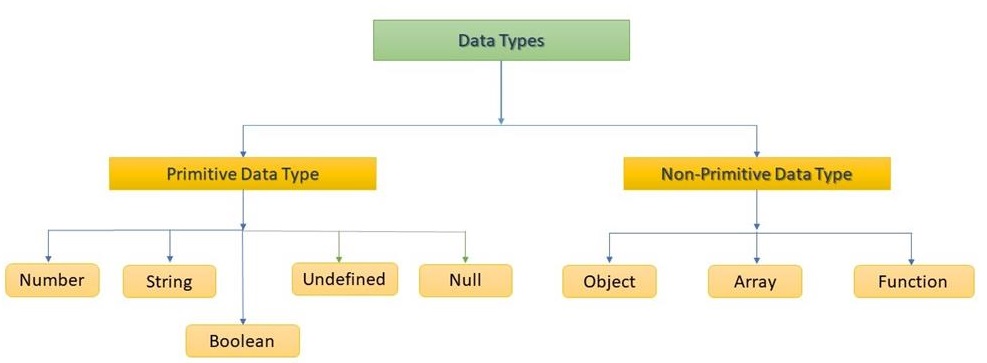 Data Types
Primitive Data Type
Non-Primitive Data Type
Number
String
Boolean
Undefined
Null
Object
Array
Function